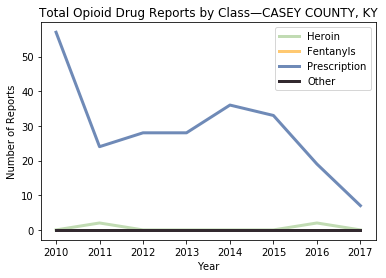 Total Opioid Drug Reports by Class—CASEY COUNTY, KY
Heroin
Fentanyls
Prescription
Other
Number of Reports
50
40
30
20
10
0
2010 2011 2012 2013 2014 2015 2016 2017
Year